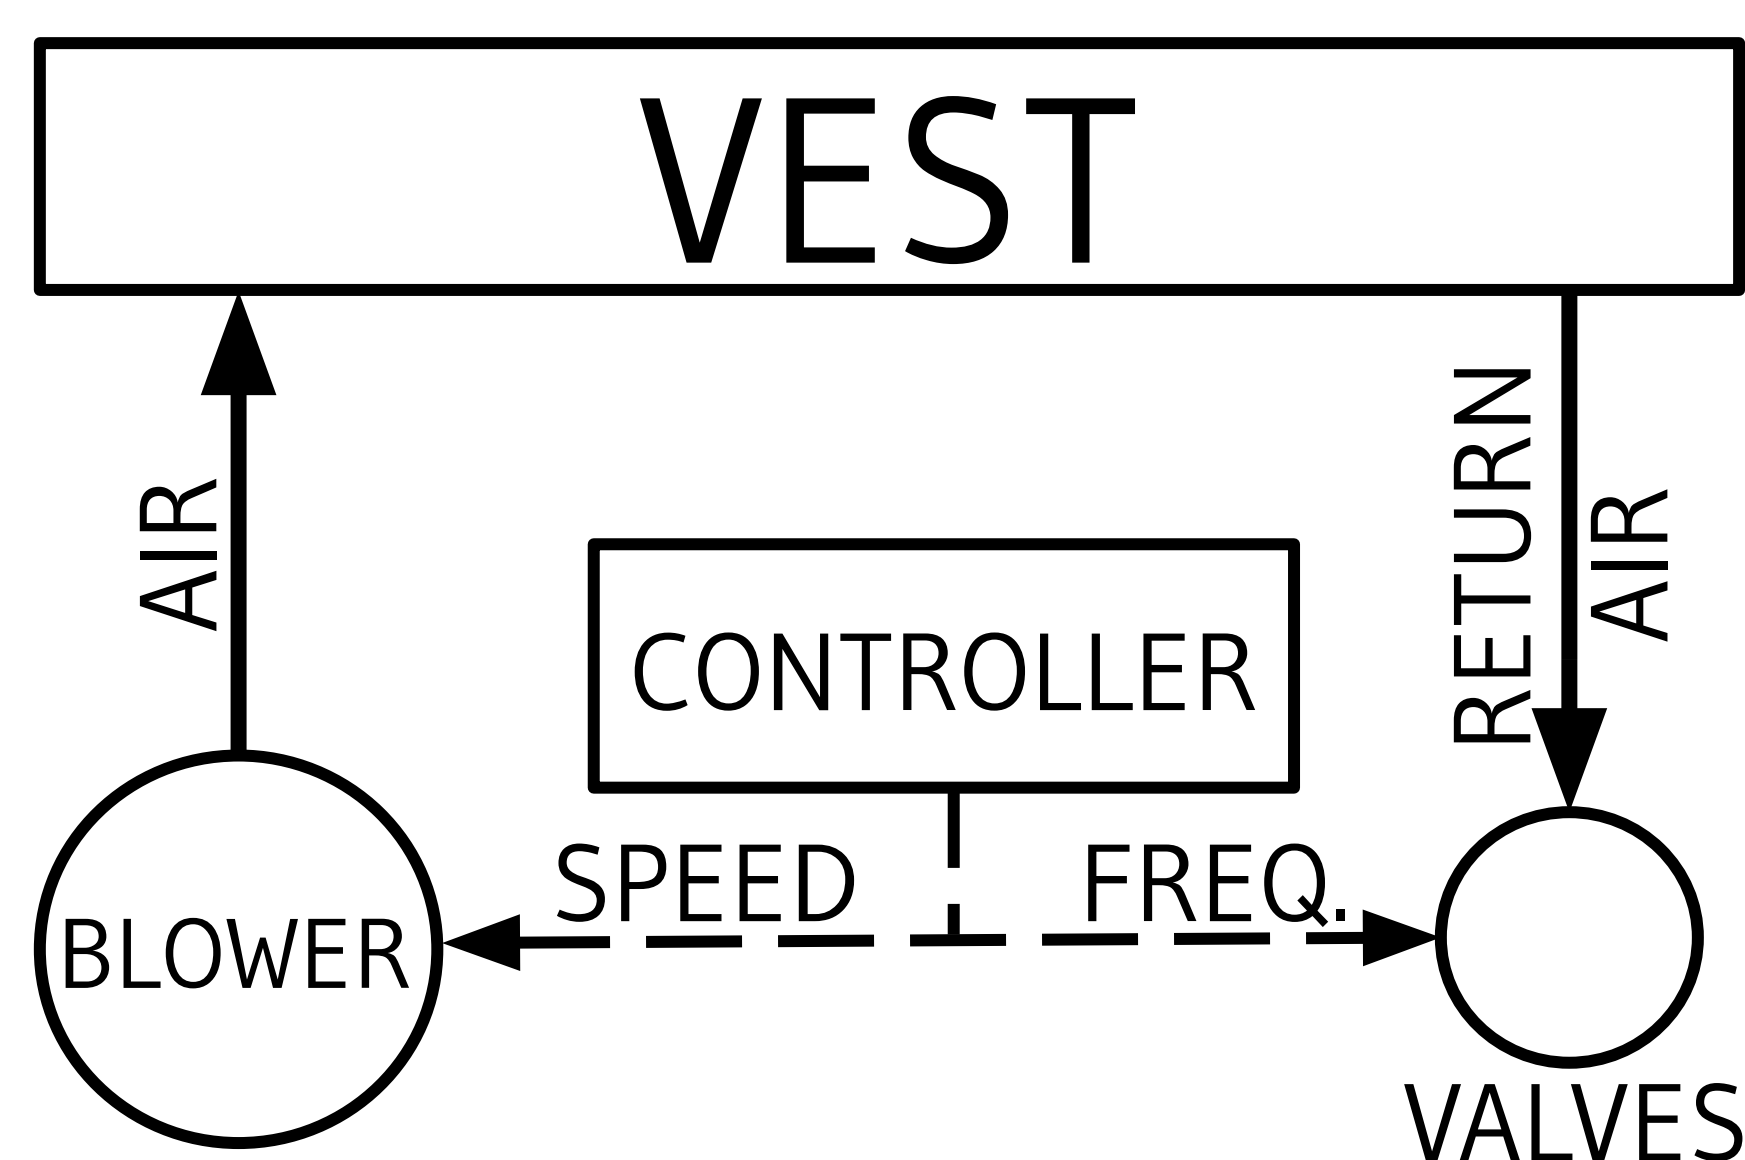 VEST
AIR
RETURN
AIR
CONTROLLER
SPEED
FREQ.
BLOWER
VALVES